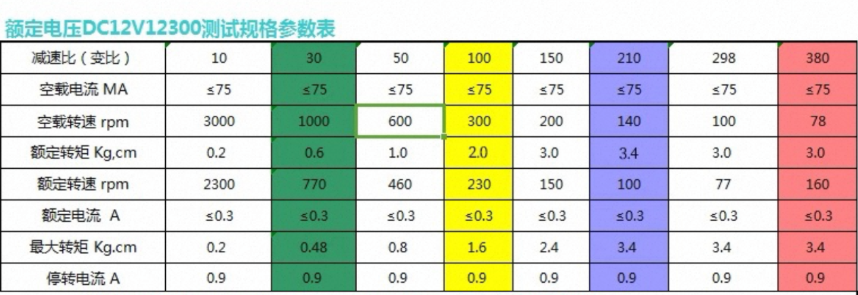 额定电压DC12V12300测试规格参数表
减速比（变比） 10 30 50 100 150 210 298 380
空载电流 MA ≤75 ≤75 ≤75 ≤75 ≤75 ≤75 ≤75 ≤75
空载转速 rpm 3000 1000 600 300 200 140 100 78
额定转矩 Kg,cm 0.2 0.6 1.0 2.0 3.0 3.4 3.0 3.0
额定转速 rpm 2300 770 460 230 150 100 77 160
额定电流 A ≤0.3 ≤0.3 ≤0.3 ≤0.3 ≤0.3 ≤0.3 ≤0.3 ≤0.3
最大转矩 Kg.cm 0.2 0.48 0.8 1.6 2.4 3.4 3.4 3.4
停转电流 A 0.9 0.9 0.9 0.9 0.9 0.9 0.9 0.9